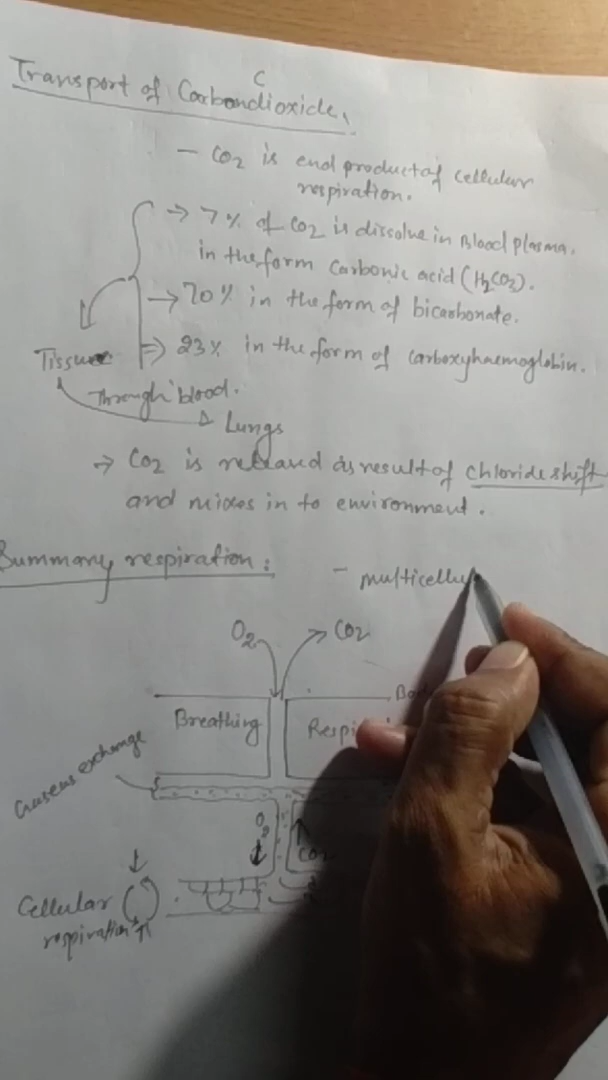 C
Transport of Carbondioxide,
- CO2 is end product of cellular
respiration.
→ 7% of CO2 is dissolve in Blood plasma.
in the form Carbonic acid (H2CO3).
→ 70% in the form of bicarbonate.
Tissue → 23% in the form of Carboxyhaemoglobin.
Through blood.
Lungs
→ CO2 is as result of chloride shift
and mixes in to environment.
Summary respiration:
- multicellu
O2 CO2
Breathing Respi
exchange
O2
CO2
Cellular
respiration